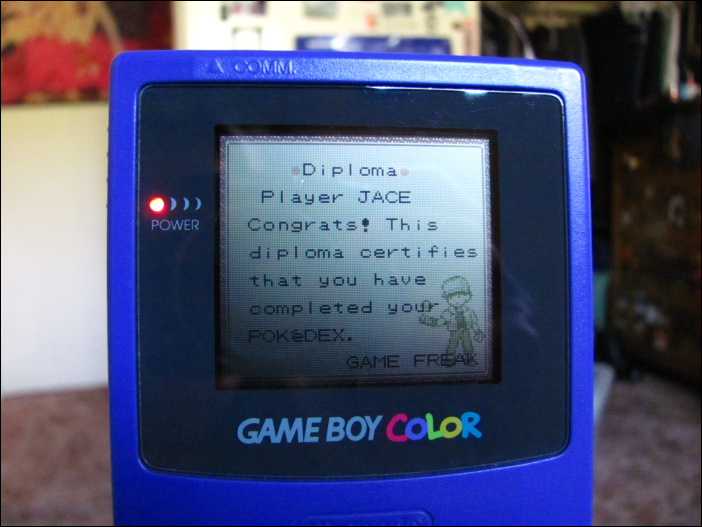 COMM.
Diploma
Player JACE
Congrats! This
diploma certifies
that you have
completed your
POKéDEX.
GAME FREAK
POWER
GAME BOY COLOR
Nintendo